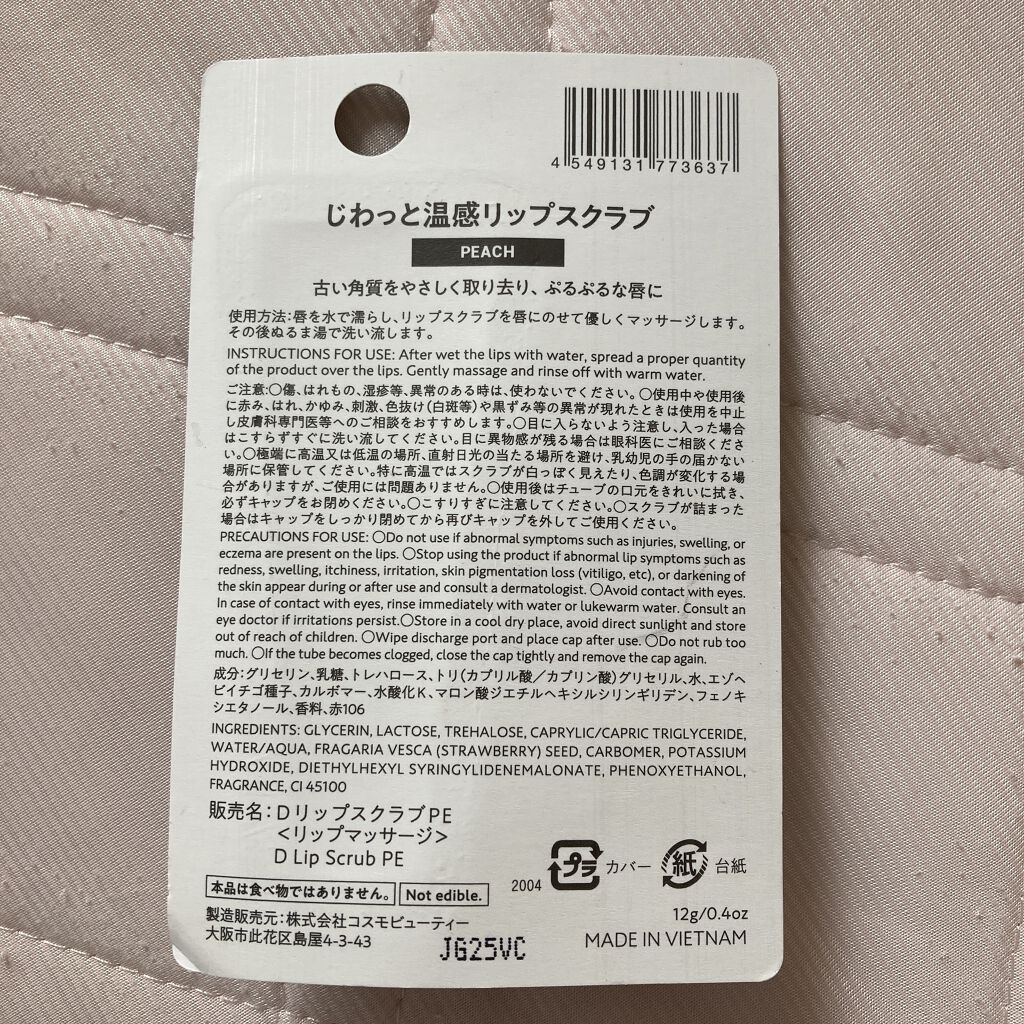 4 549131 773637
じわっと温感リップスクラブ
PEACH
古い角質をやさしく取り去り、ぷるぷるな唇に
使用方法:唇を水で濡らし、リップスクラブを唇にのせて優しくマッサージします。
その後ぬるま湯で洗い流します。
INSTRUCTIONS FOR USE: After wet the lips with water, spread a proper quantity
of the product over the lips. Gently massage and rinse off with warm water.
ご注意:○傷、はれもの、湿疹等、異常のある時は、使わないでください。○使用中や使用後
に赤み、はれ、かゆみ、刺激、色抜け(白斑等)や黒ずみ等の異常が現れたときは使用を中止
し皮膚科専門医等へのご相談をおすすめします。○目に入らないよう注意し、入った場合
はこすらずすぐに洗い流してください。目に異物感が残る場合は眼科医にご相談くださ
い。○極端に高温又は低温の場所、直射日光の当たる場所を避け、乳幼児の手の届かない
場所に保管してください。特に高温ではスクラブが白っぽく見えたり、色調が変化する場
合がありますが、ご使用には問題ありません。○使用後はチューブの口元をきれいに拭き、
必ずキャップをお閉めください。○こすりすぎに注意してください。○スクラブが詰まった
場合はキャップをしっかり閉めてから再びキャップを外してご使用ください。
PRECAUTIONS FOR USE: ○Do not use if abnormal symptoms such as injuries, swelling, or
eczema are present on the lips. ○Stop using the product if abnormal lip symptoms such as
redness, swelling, itchiness, irritation, skin pigmentation loss (vitiligo, etc), or darkening of
the skin appear during or after use and consult a dermatologist. ○Avoid contact with eyes.
In case of contact with eyes, rinse immediately with water or lukewarm water. Consult an
eye doctor if irritations persist.○Store in a cool dry place, avoid direct sunlight and store
out of reach of children. ○Wipe discharge port and place cap after use. ○Do not rub too
much. ○If the tube becomes clogged, close the cap tightly and remove the cap again.
成分:グリセリン、乳糖、トレハロース、トリ(カプリル酸/カプリン酸)グリセリル、水、エゾヘ
ビイチゴ種子、カルボマー、水酸化K、マロン酸ジエチルヘキシルシリンギリデン、フェノキ
シエタノール、香料、赤106
INGREDIENTS: GLYCERIN, LACTOSE, TREHALOSE, CAPRYLIC/CAPRIC TRIGLYCERIDE,
WATER/AQUA, FRAGARIA VESCA (STRAWBERRY) SEED, CARBOMER, POTASSIUM
HYDROXIDE, DIETHYLHEXYL SYRINGYLIDENEMALONATE, PHENOXYETHANOL,
FRAGRANCE, CI 45100
販売名:DリップスクラブPE
<リップマッサージ>
D Lip Scrub PE
2004 プラ カバー 紙 台紙
本品は食べ物ではありません。 Not edible.
製造販売元:株式会社コスモビューティー
大阪市此花区島屋4-3-43
JG25VC
12g/0.4oz
MADE IN VIETNAM